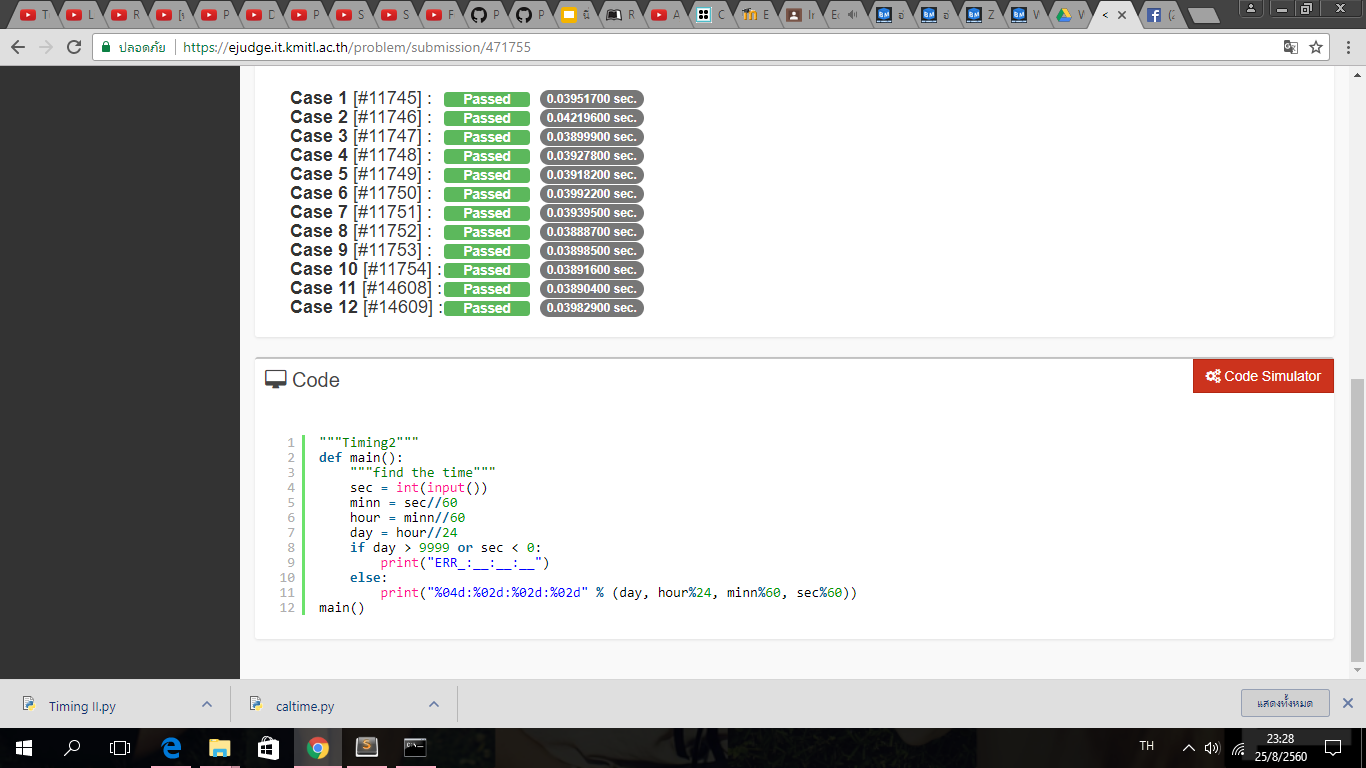 ปลอดภัย
https://ejudge.it.kmitl.ac.th/problem/submission/471755
Case 1 [#11745] : Passed 0.03951700 sec.
Case 2 [#11746] : Passed 0.04219600 sec.
Case 3 [#11747] : Passed 0.03899900 sec.
Case 4 [#11748] : Passed 0.03927800 sec.
Case 5 [#11749] : Passed 0.03918200 sec.
Case 6 [#11750] : Passed 0.03992200 sec.
Case 7 [#11751] : Passed 0.03939500 sec.
Case 8 [#11752] : Passed 0.03888700 sec.
Case 9 [#11753] : Passed 0.03898500 sec.
Case 10 [#11754] : Passed 0.03891600 sec.
Case 11 [#14608] : Passed 0.03890400 sec.
Case 12 [#14609] : Passed 0.03982900 sec.
Code
Code Simulator
1 """Timing2"""
2 def main():
3     """find the time"""
4     sec = int(input())
5     minn = sec//60
6     hour = minn//60
7     day = hour//24
8     if day > 9999 or sec < 0:
9         print("ERR_:__:__:__")
10     else:
11         print("%04d:%02d:%02d:%02d" % (day, hour%24, minn%60, sec%60))
12 main()
Timing II.py
caltime.py
แสดงทั้งหมด
TH
23:28
25/8/2560